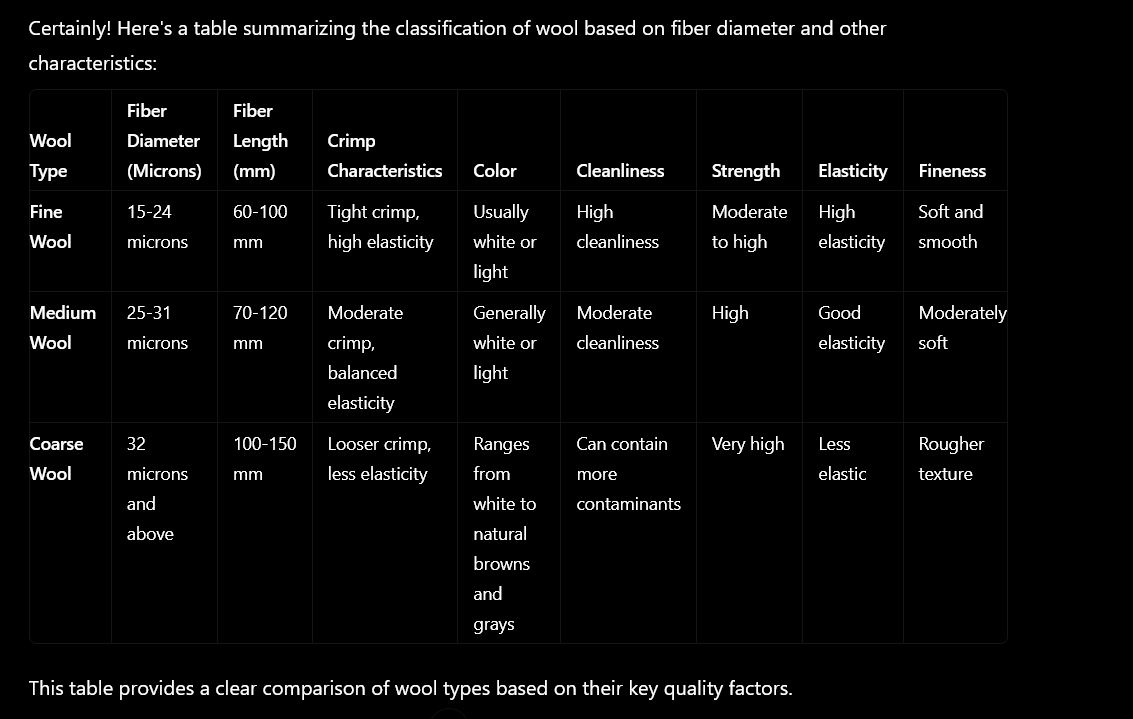 Certainly! Here's a table summarizing the classification of wool based on fiber diameter and other
characteristics:
Wool Type | Fiber Diameter (Microns) | Fiber Length (mm) | Crimp Characteristics | Color | Cleanliness | Strength | Elasticity | Fineness
Fine Wool | 15-24 microns | 60-100 mm | Tight crimp, high elasticity | Usually white or light | High cleanliness | Moderate to high | High elasticity | Soft and smooth
Medium Wool | 25-31 microns | 70-120 mm | Moderate crimp, balanced elasticity | Generally white or light | Moderate cleanliness | High | Good elasticity | Moderately soft
Coarse Wool | 32 microns and above | 100-150 mm | Looser crimp, less elasticity | Ranges from white to natural browns and grays | Can contain more contaminants | Very high | Less elastic | Rougher texture
This table provides a clear comparison of wool types based on their key quality factors.